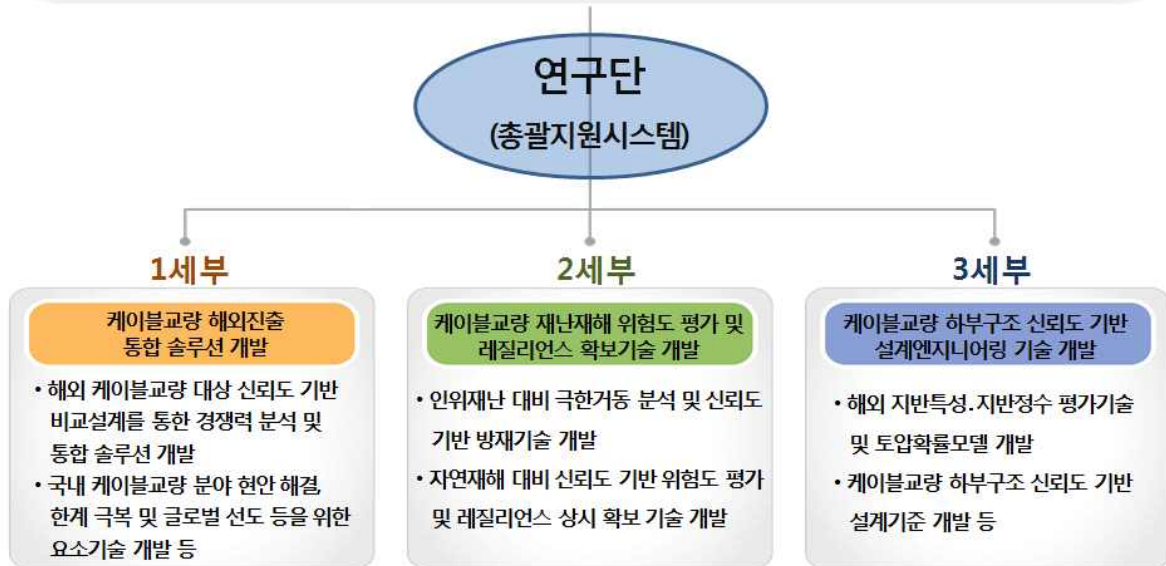 연구단
(총괄지원시스템)
1세부
케이블교량 해외진출
통합 솔루션 개발
• 해외 케이블교량 대상 신뢰도 기반
비교설계를 통한 경쟁력 분석 및
통합 솔루션 개발
• 국내 케이블교량 분야 현안 해결,
한계 극복 및 글로벌 선도 등을 위한
요소기술 개발 등
2세부
케이블교량 재난재해 위험도 평가 및
레질리언스 확보기술 개발
• 인위재난 대비 극한거동 분석 및 신뢰도
기반 방재기술 개발
• 자연재해 대비 신뢰도 기반 위험도 평가
및 레질리언스 상시 확보 기술 개발
3세부
케이블교량 하부구조 신뢰도 기반
설계엔지니어링 기술 개발
• 해외 지반특성.지반정수 평가기술
및 토압확률모델 개발
• 케이블교량 하부구조 신뢰도 기반
설계기준 개발 등